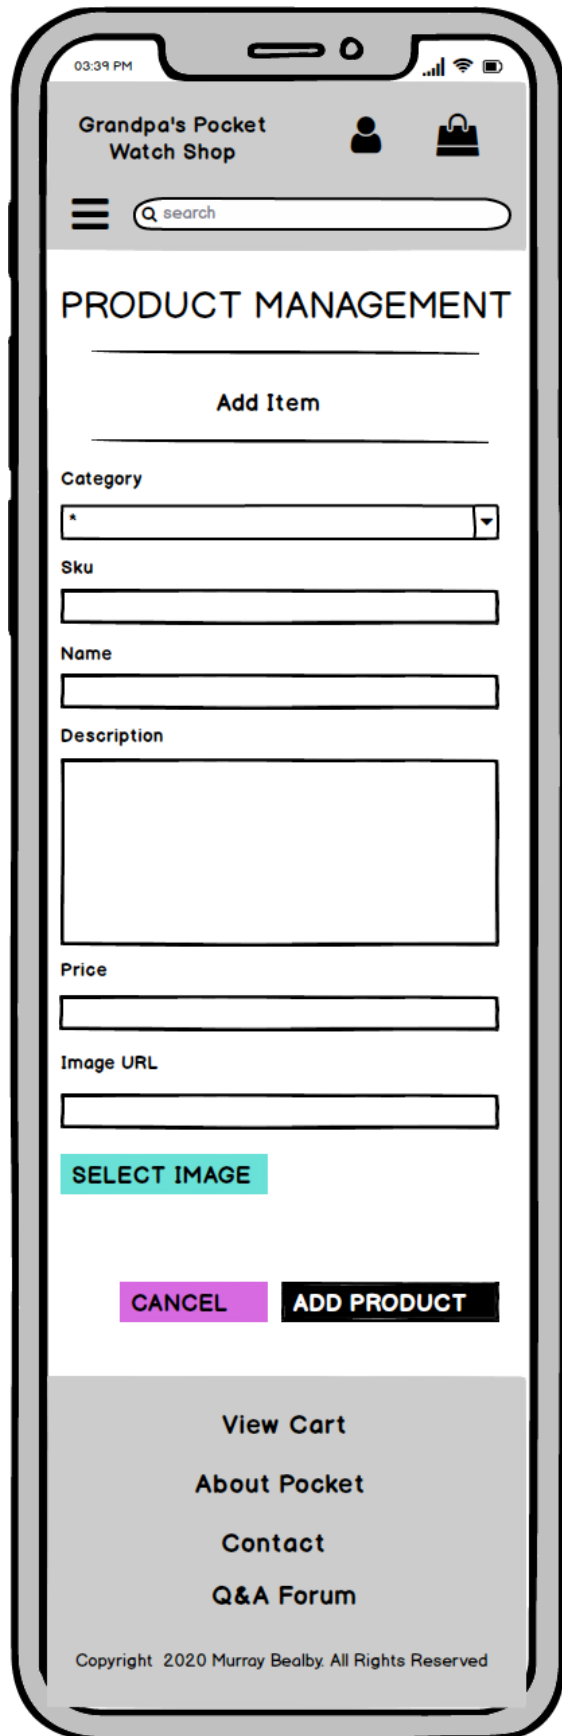 03:39 PM
Grandpa's Pocket
Watch Shop
search
PRODUCT MANAGEMENT
Add Item
Category
*
Sku
Name
Description
Price
Image URL
SELECT IMAGE
CANCEL
ADD PRODUCT
View Cart
About Pocket
Contact
Q&A Forum
Copyright 2020 Murray Bealby. All Rights Reserved